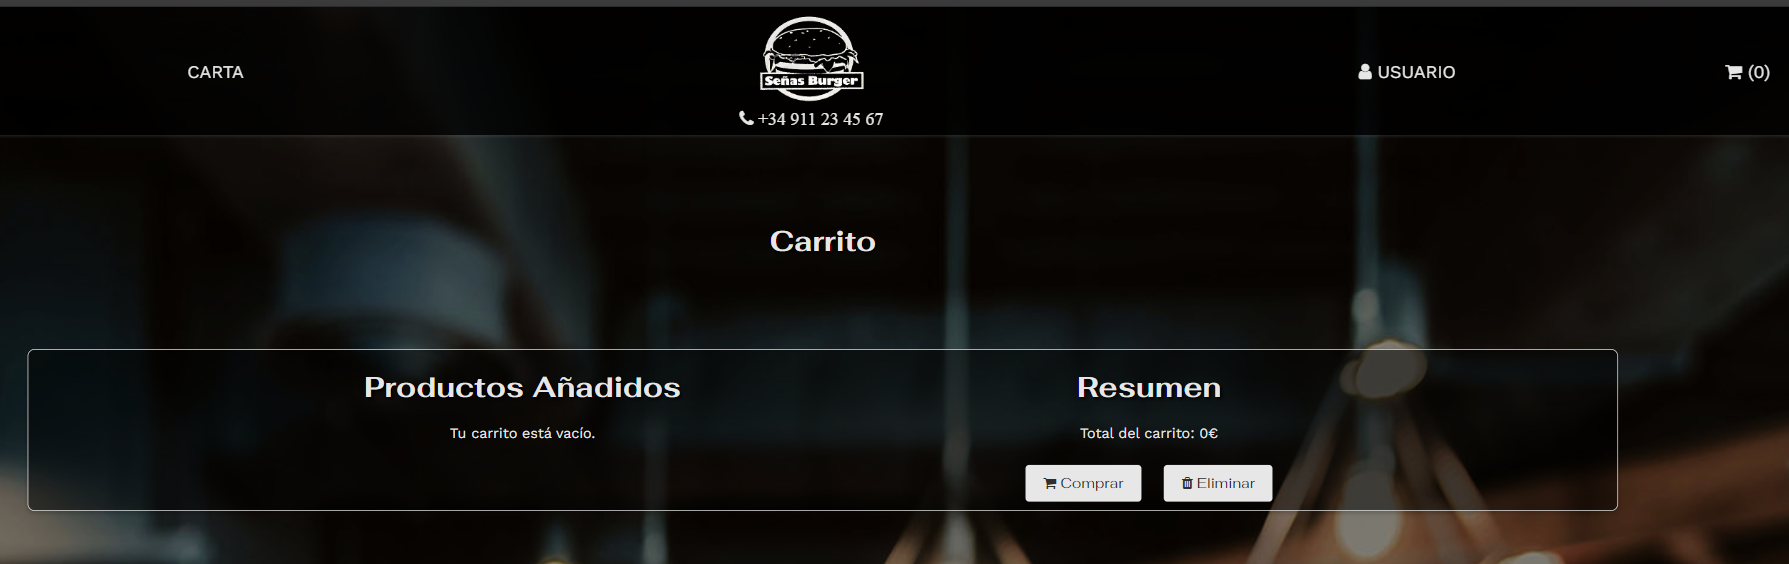 CARTA
Señas Burger
+34 911 23 45 67
USUARIO
(0)
Carrito
Productos Añadidos
Tu carrito está vacío.
Resumen
Total del carrito: 0€
Comprar
Eliminar